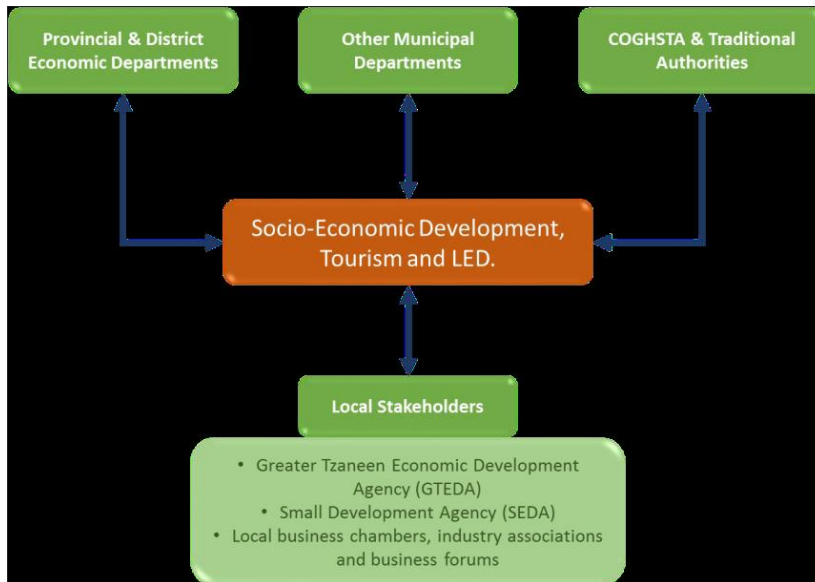 Provincial & District
Economic Departments
Other Municipal
Departments
COGHSTA & Traditional
Authorities
Socio-Economic Development,
Tourism and LED.
Local Stakeholders
• Greater Tzaneen Economic Development
Agency (GTEDA)
• Small Development Agency (SEDA)
• Local business chambers, industry associations
and business forums